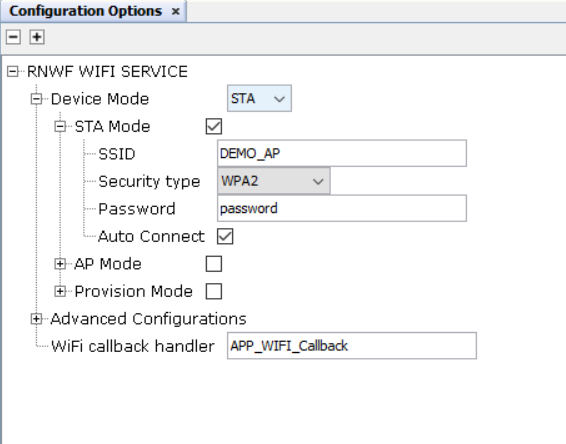 Configuration Options ×
RNWF WIFI SERVICE
Device Mode STA
STA Mode
SSID DEMO_AP
Security type WPA2
Password password
Auto Connect
AP Mode
Provision Mode
Advanced Configurations
WiFi callback handler APP_WIFI_Callback